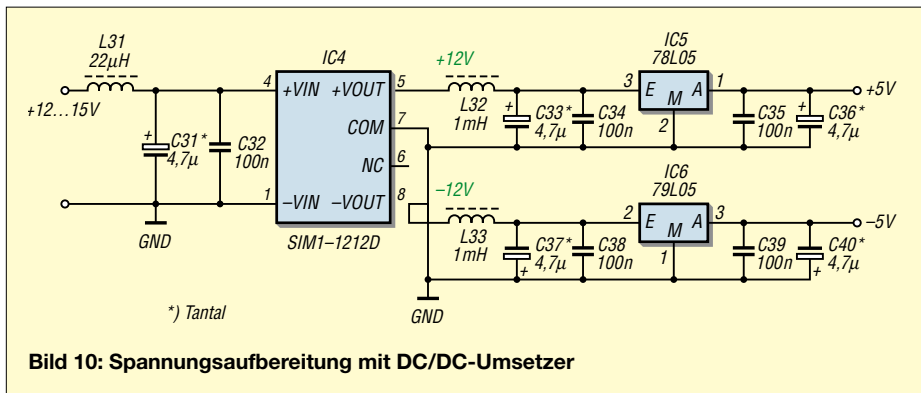 L31
22µH
+12...15V
C31*
4,7µ
+
C32
100n
GND
IC4
4
+VIN
+VOUT
5
COM
7
NC
6
1
–VIN
–VOUT
8
SIM1–1212D
+12V
L32
1mH
+
C33*
4,7µ
C34
100n
IC5
78L05
3
E
M
A
1
2
C35
100n
+
C36*
4,7µ
+5V
–12V
L33
1mH
C37*
4,7µ
+
C38
100n
IC6
79L05
2
E
M
A
3
1
C39
100n
C40*
4,7µ
+
–5V
GND
*) Tantal
Bild 10: Spannungsaufbereitung mit DC/DC-Umsetzer